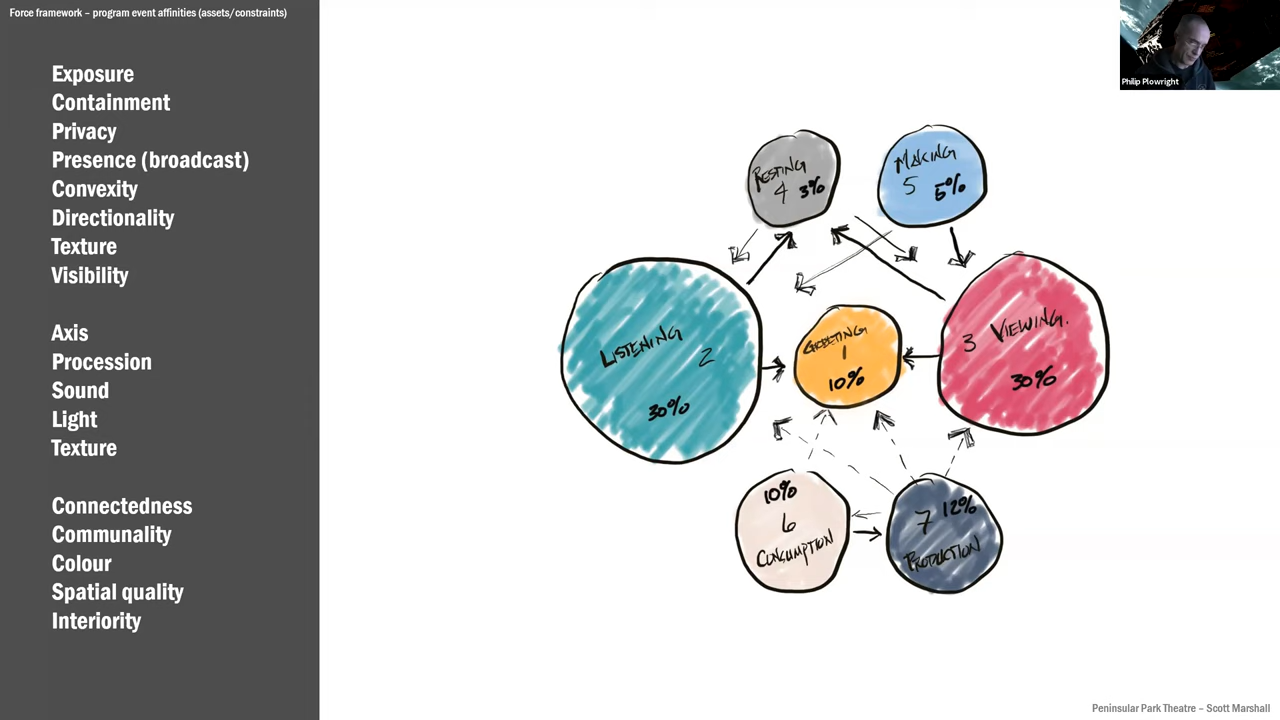 Force framework – program event affinities (assets/constraints)
Exposure
Containment
Privacy
Presence (broadcast)
Convexity
Directionality
Texture
Visibility
Axis
Procession
Sound
Light
Texture
Connectedness
Communality
Colour
Spatial quality
Interiority
Philip Plowright
RESTING
4 3%
MAKING
5 5%
LISTENING
2
30%
1
10%
3 VIEWING.
30%
10%
6
CONSUMPTION
7 12%
PRODUCTION
Peninsular Park Theatre – Scott Marshall